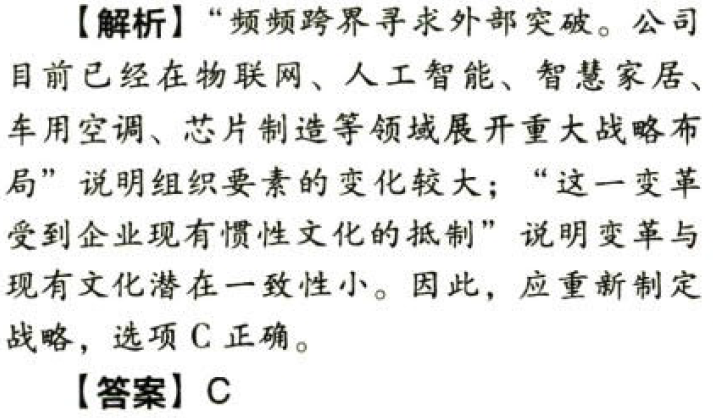 【解析】“频频跨界寻求外部突破。公司
目前已经在物联网、人工智能、智慧家居、
车用空调、芯片制造等领域展开重大战略布
局”说明组织要素的变化较大；“这一变革
受到企业现有惯性文化的抵制”说明变革与
现有文化潜在一致性小。因此，应重新制定
战略，选项C正确。
【答案】C